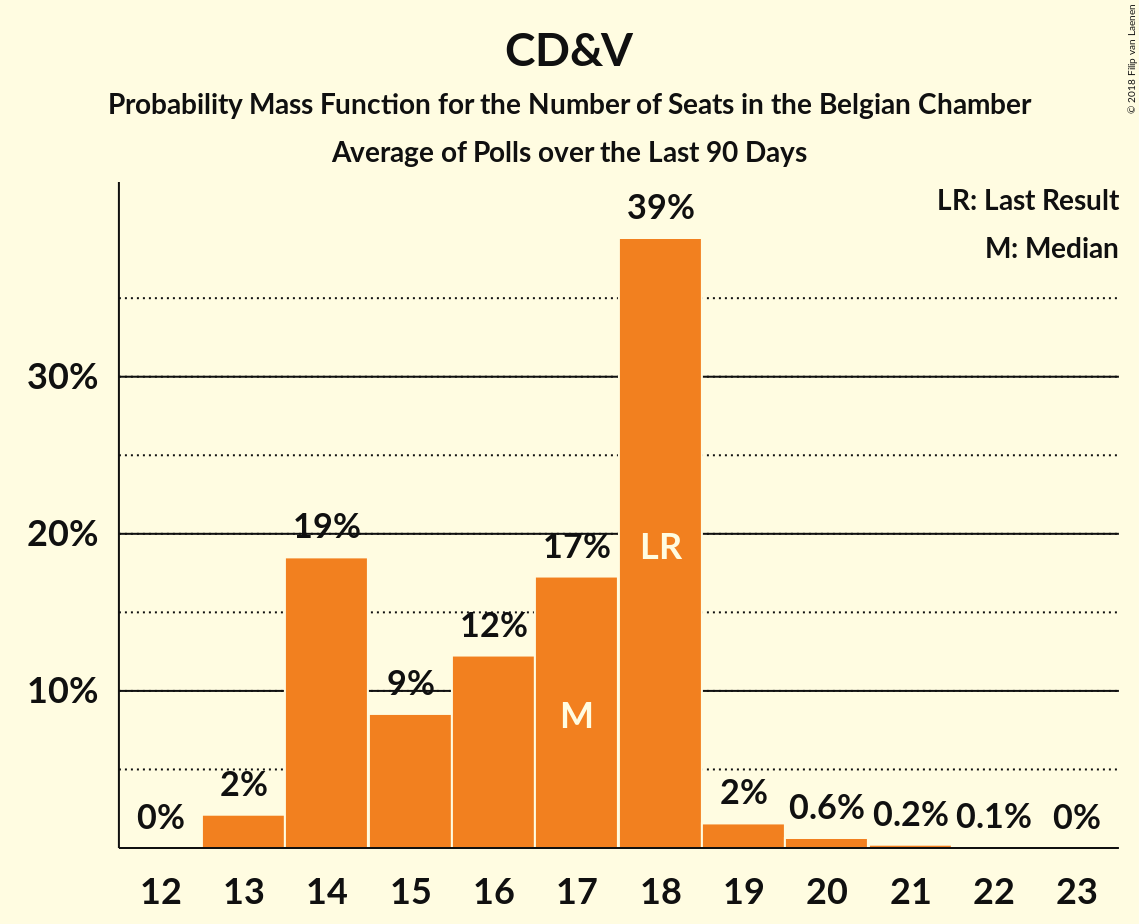 CD&V
Probability Mass Function for the Number of Seats in the Belgian Chamber
Average of Polls over the Last 90 Days
© 2018 Filip van Laenen
LR: Last Result
M: Median
30%
20%
10%
0%
2%
19%
9%
12%
17%
39%
2%
0.6%
0.2%
0.1%
0%
M
LR
12 13 14 15 16 17 18 19 20 21 22 23